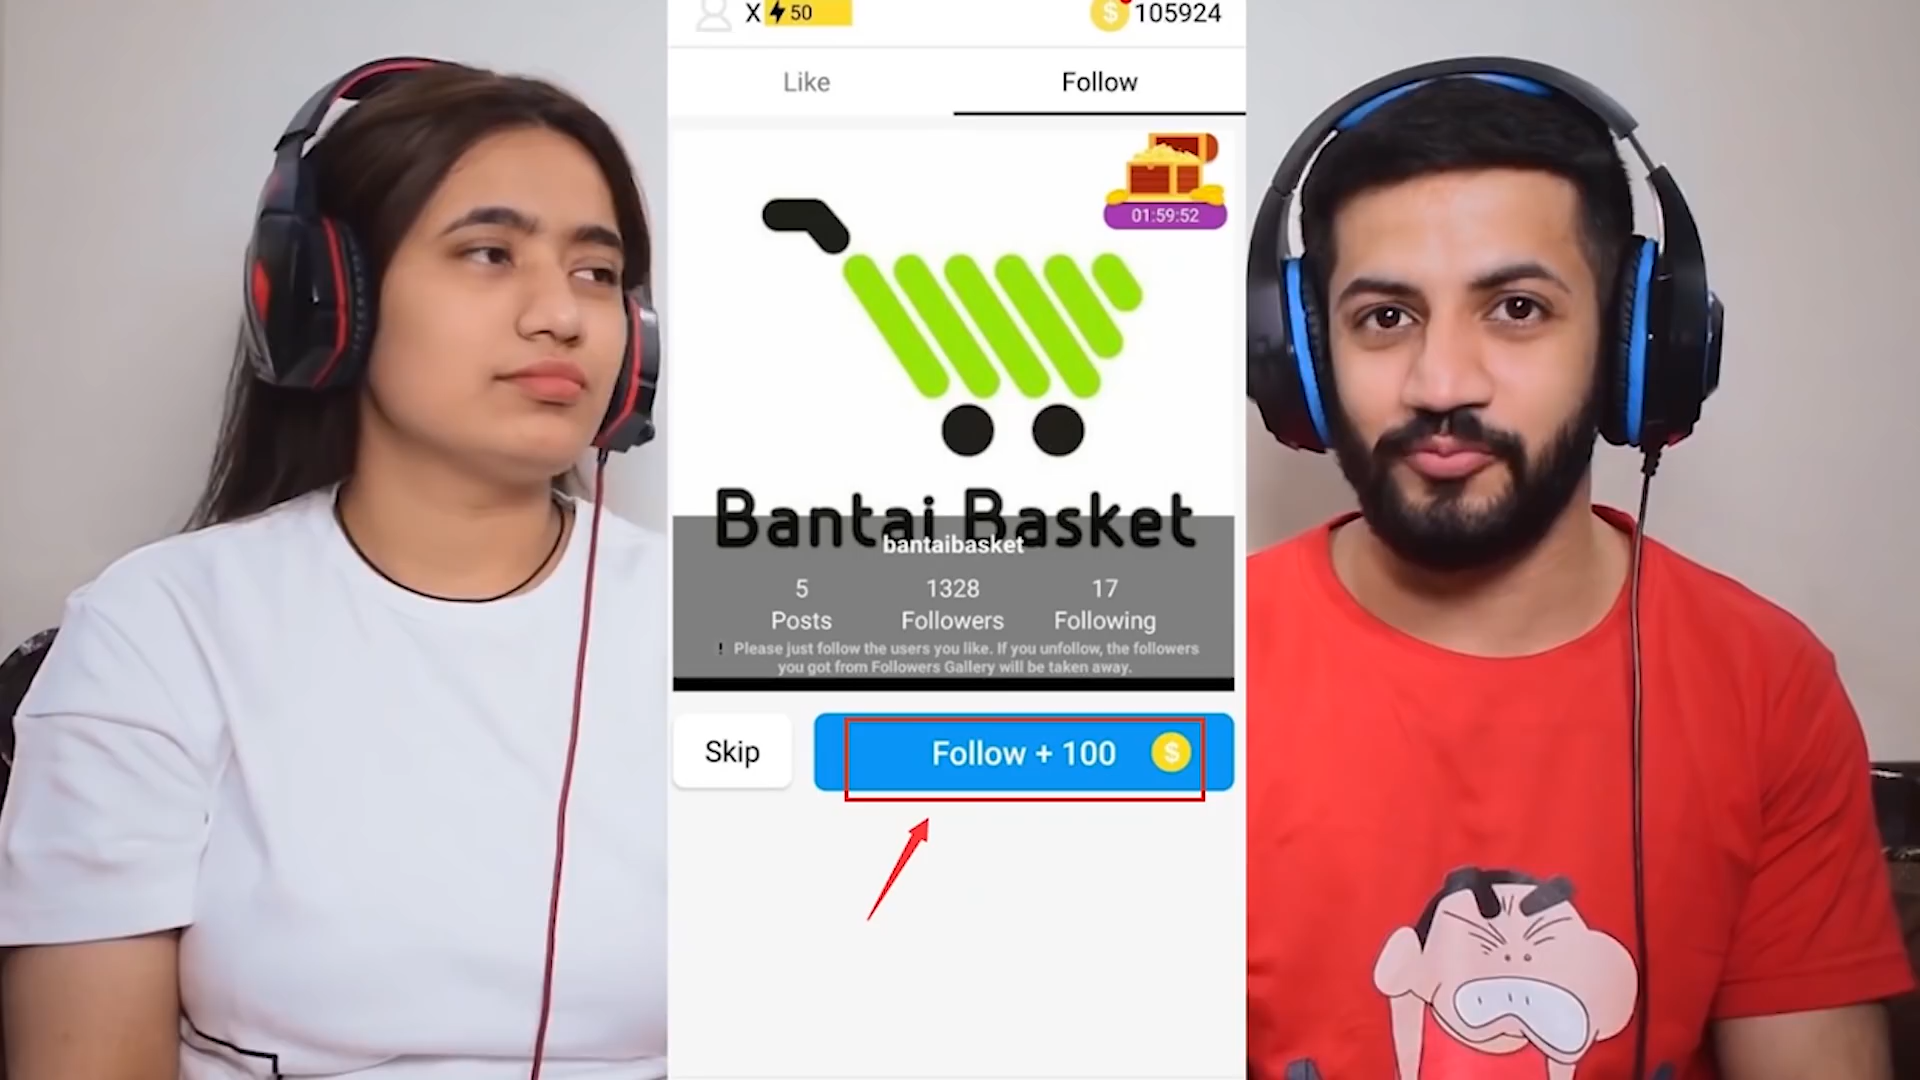 X 50
$ 105924
Like Follow
01:59:52
Bantai Basket
bantaibasket
5 1328 17
Posts Followers Following
! Please just follow the users you like. If you unfollow, the followers
you got from Followers Gallery will be taken away.
Skip Follow + 100 $